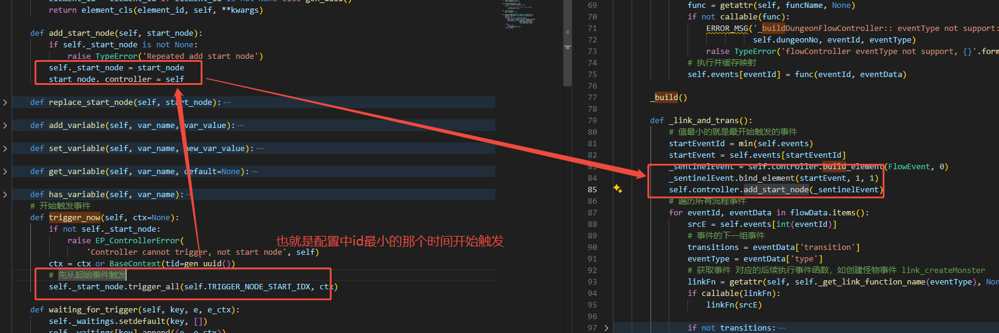 element_id = element_id if element_id is not None else gen_uuid()
return element_cls(element_id, self, **kwargs)
def add_start_node(self, start_node):
if self._start_node is not None:
raise TypeError('Repeated add start node')
self._start_node = start_node
start_node._controller = self
def replace_start_node(self, start_node):…
def add_variable(self, var_name, var_value):…
def set_variable(self, var_name, new_var_value):…
def get_variable(self, var_name, default=None):…
def has_variable(self, var_name):…
# 开始触发事件
def trigger_now(self, ctx=None):
if not self._start_node:
raise EP_ControllerError(
'Controller cannot trigger, not start node', self)
ctx = ctx or BaseContext(tid=gen_uuid())
# 先从起始事件触发
self._start_node.trigger_all(self.TRIGGER_NODE_START_IDX, ctx)
def waiting_for_trigger(self, key, e, e_ctx):
self._waitings.setdefault(key, [])
self._waitings[key].append((e, e_ctx))
也就是配置中id最小的那个时间开始触发
69 func = getattr(self, funcName, None)
70 if not callable(func):
71 ERROR_MSG('_buildDungeonFlowController:: eventType not support:
72 self.dungeonNo, eventId, eventType)
73 raise TypeError('flowController eventType not support, {}'.form
74 # 执行并缓存映射
75 self.events[eventId] = func(eventId, eventData)
76
77 _build()
78
79 def _link_and_trans():
80 # 值最小的就是最开始触发的事件
81 startEventId = min(self.events)
82 startEvent = self.events[startEventId]
83 _sentinelEvent = self.controller.build_element(FlowEvent, 0)
84 _sentinelEvent.bind_element(startEvent, 1, 1)
85 self.controller.add_start_node(_sentinelEvent)
86 # 遍历所有流程事件
87 for eventId, eventData in flowData.items():
88 srcE = self.events[int(eventId)]
89 # 事件的下一组事件
90 transitions = eventData['transition']
91 eventType = eventData['type']
92 # 获取事件 对应的后续执行事件函数，如创建怪物事件 link_createMonster
93 linkFn = getattr(self, self._get_link_function_name(eventType), Non
94 if callable(linkFn):
95 linkFn(srcE)
96
97 if not transitions:…